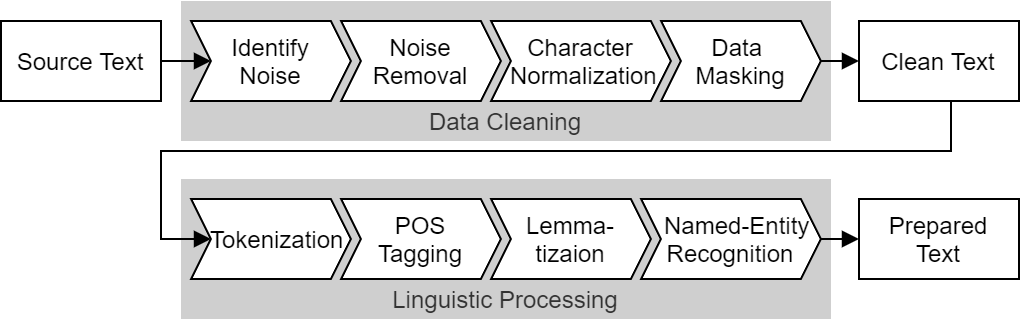 Source Text
Identify
Noise
Noise
Removal
Character
Normalization
Data
Masking
Clean Text
Data Cleaning
Tokenization
POS
Tagging
Lemma-
tizaion
Named-Entity
Recognition
Prepared
Text
Linguistic Processing